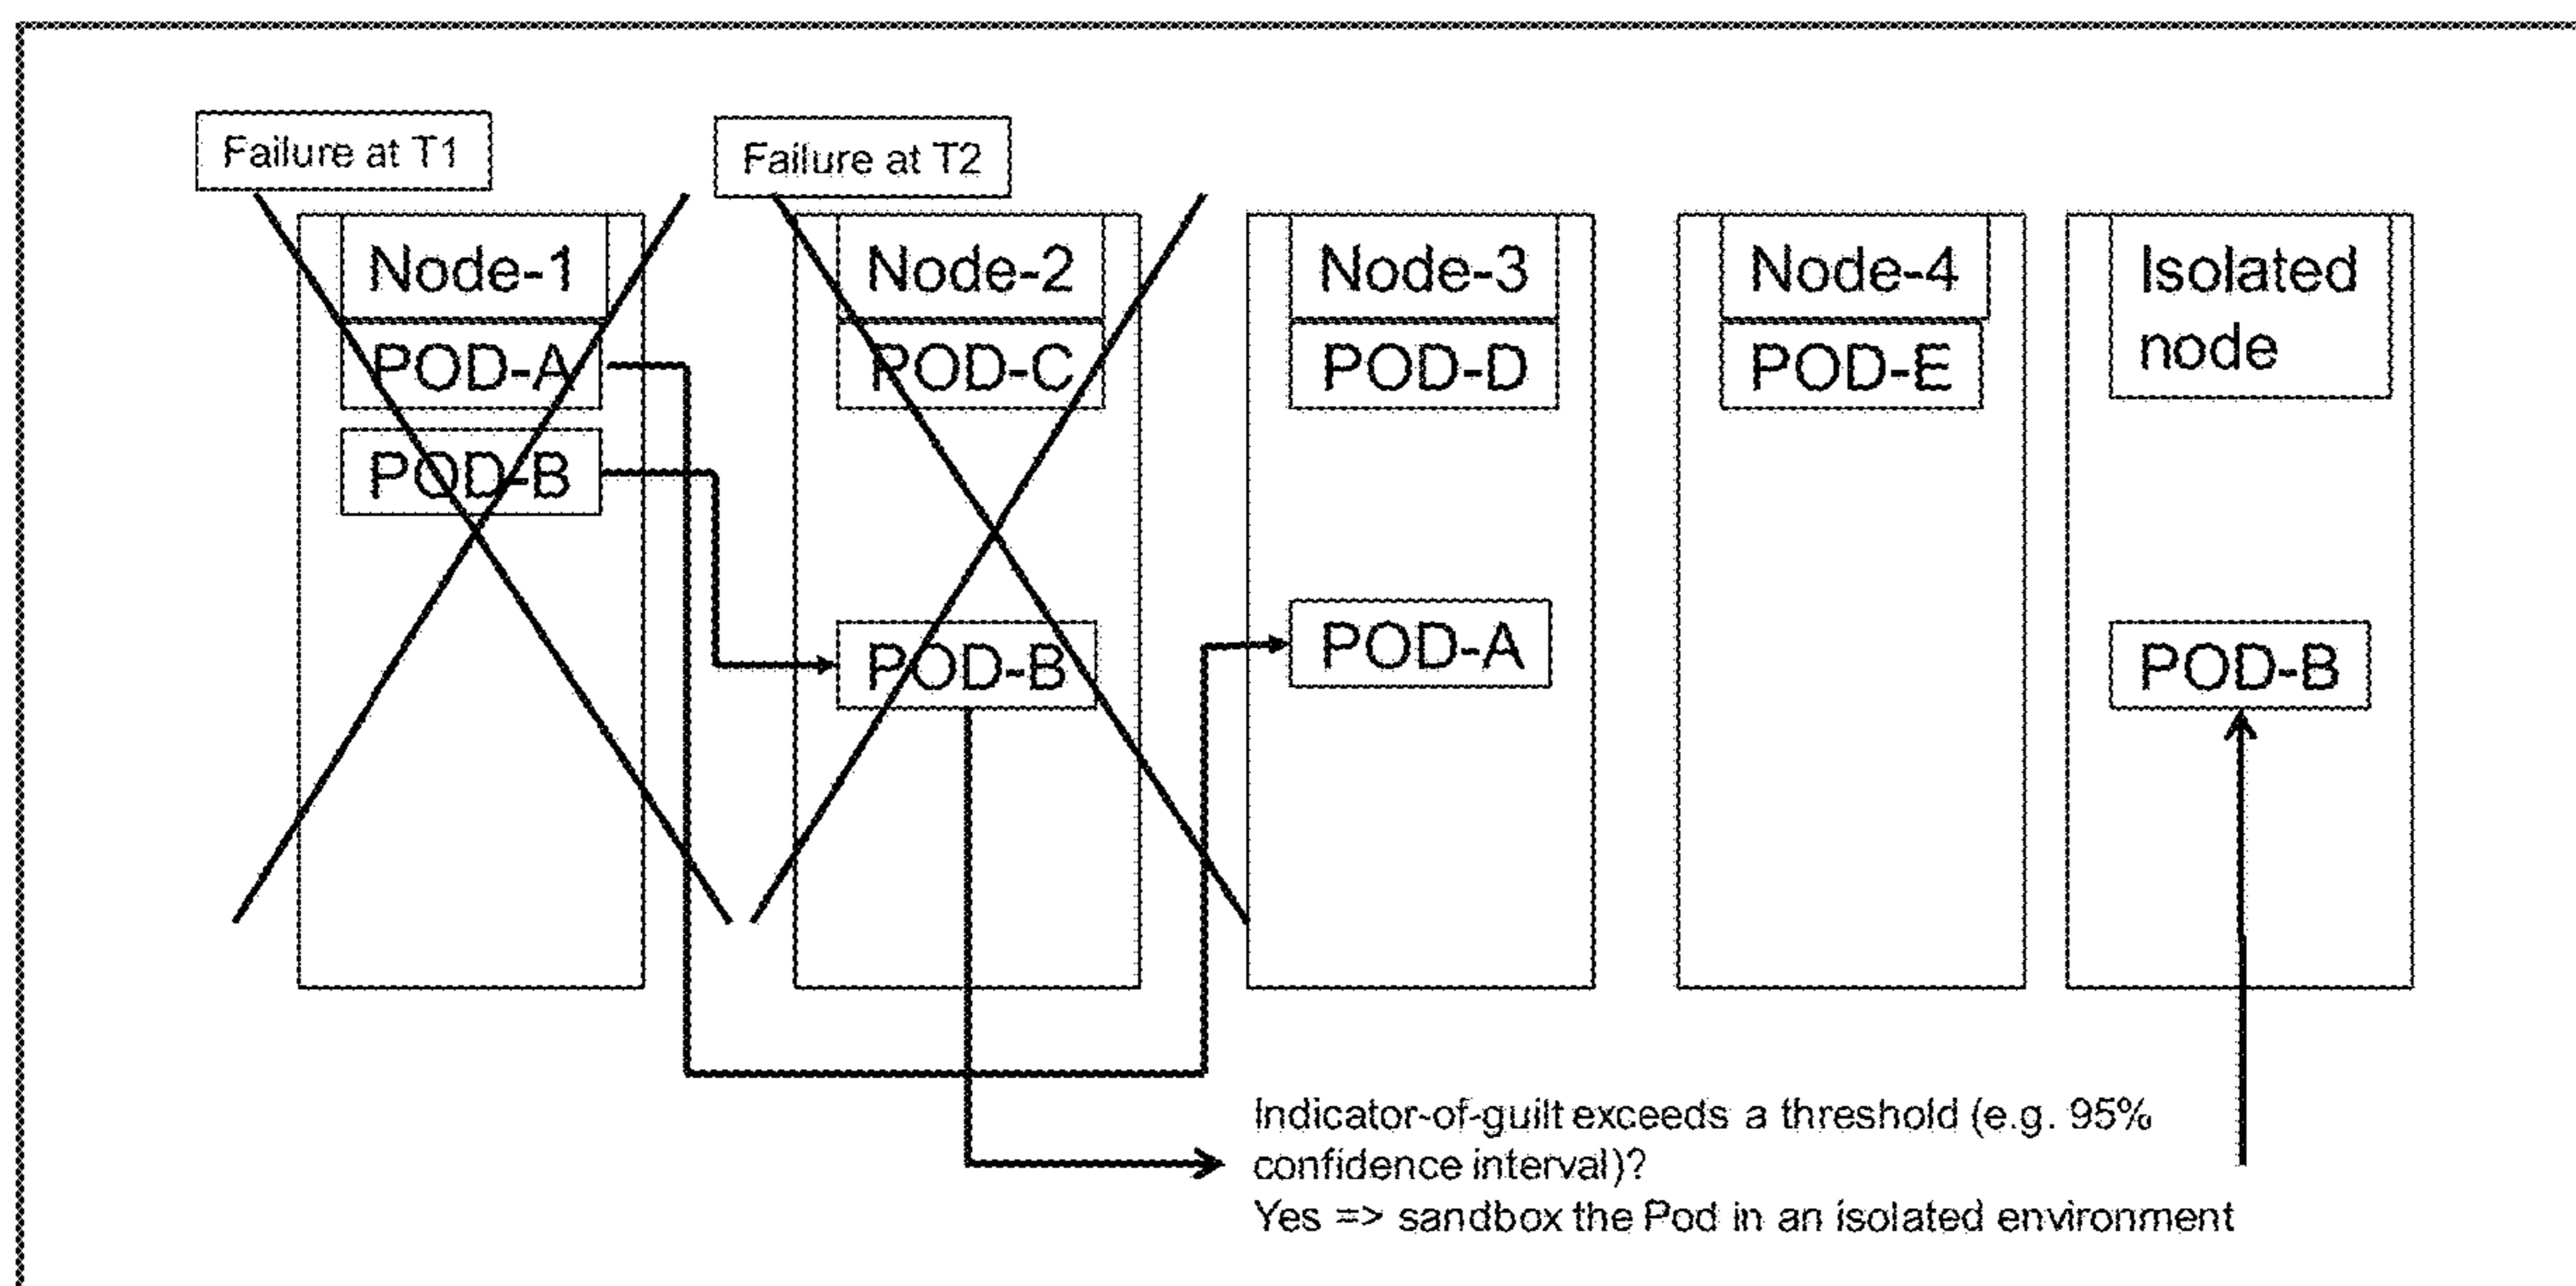 Failure at T1
Failure at T2
Node-1
POD-A
POD-B
Node-2
POD-C
POD-B
Node-3
POD-D
POD-A
Node-4
POD-E
Isolated
node
POD-B
Indicator-of-guilt exceeds a threshold (e.g. 95%
confidence interval)?
Yes => sandbox the Pod in an isolated environment